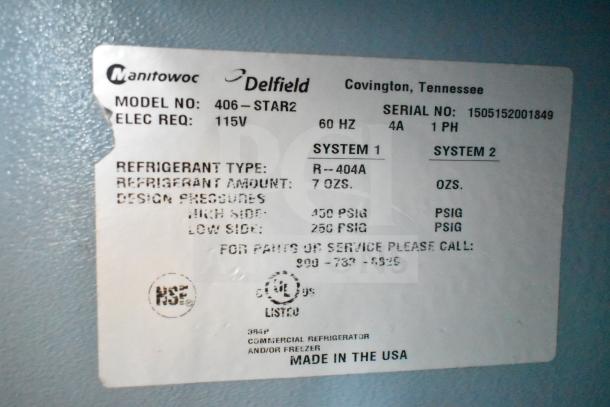 Manitowoc Delfield Covington, Tennessee
MODEL NO: 406-STAR2 SERIAL NO: 1505152001849
ELEC REQ: 115V 60 HZ 4A 1 PH
SYSTEM 1 SYSTEM 2
REFRIGERANT TYPE: R--404A
REFRIGERANT AMOUNT: 7 OZS. OZS.
DESIGN PRESSURES
HIGH SIDE: PSIG PSIG
LOW SIDE: PSIG PSIG
FOR PARTS OR SERVICE PLEASE CALL:
NSF
C UL US
LISTED
COMMERCIAL REFRIGERATOR
AND/OR FREEZER
MADE IN THE USA